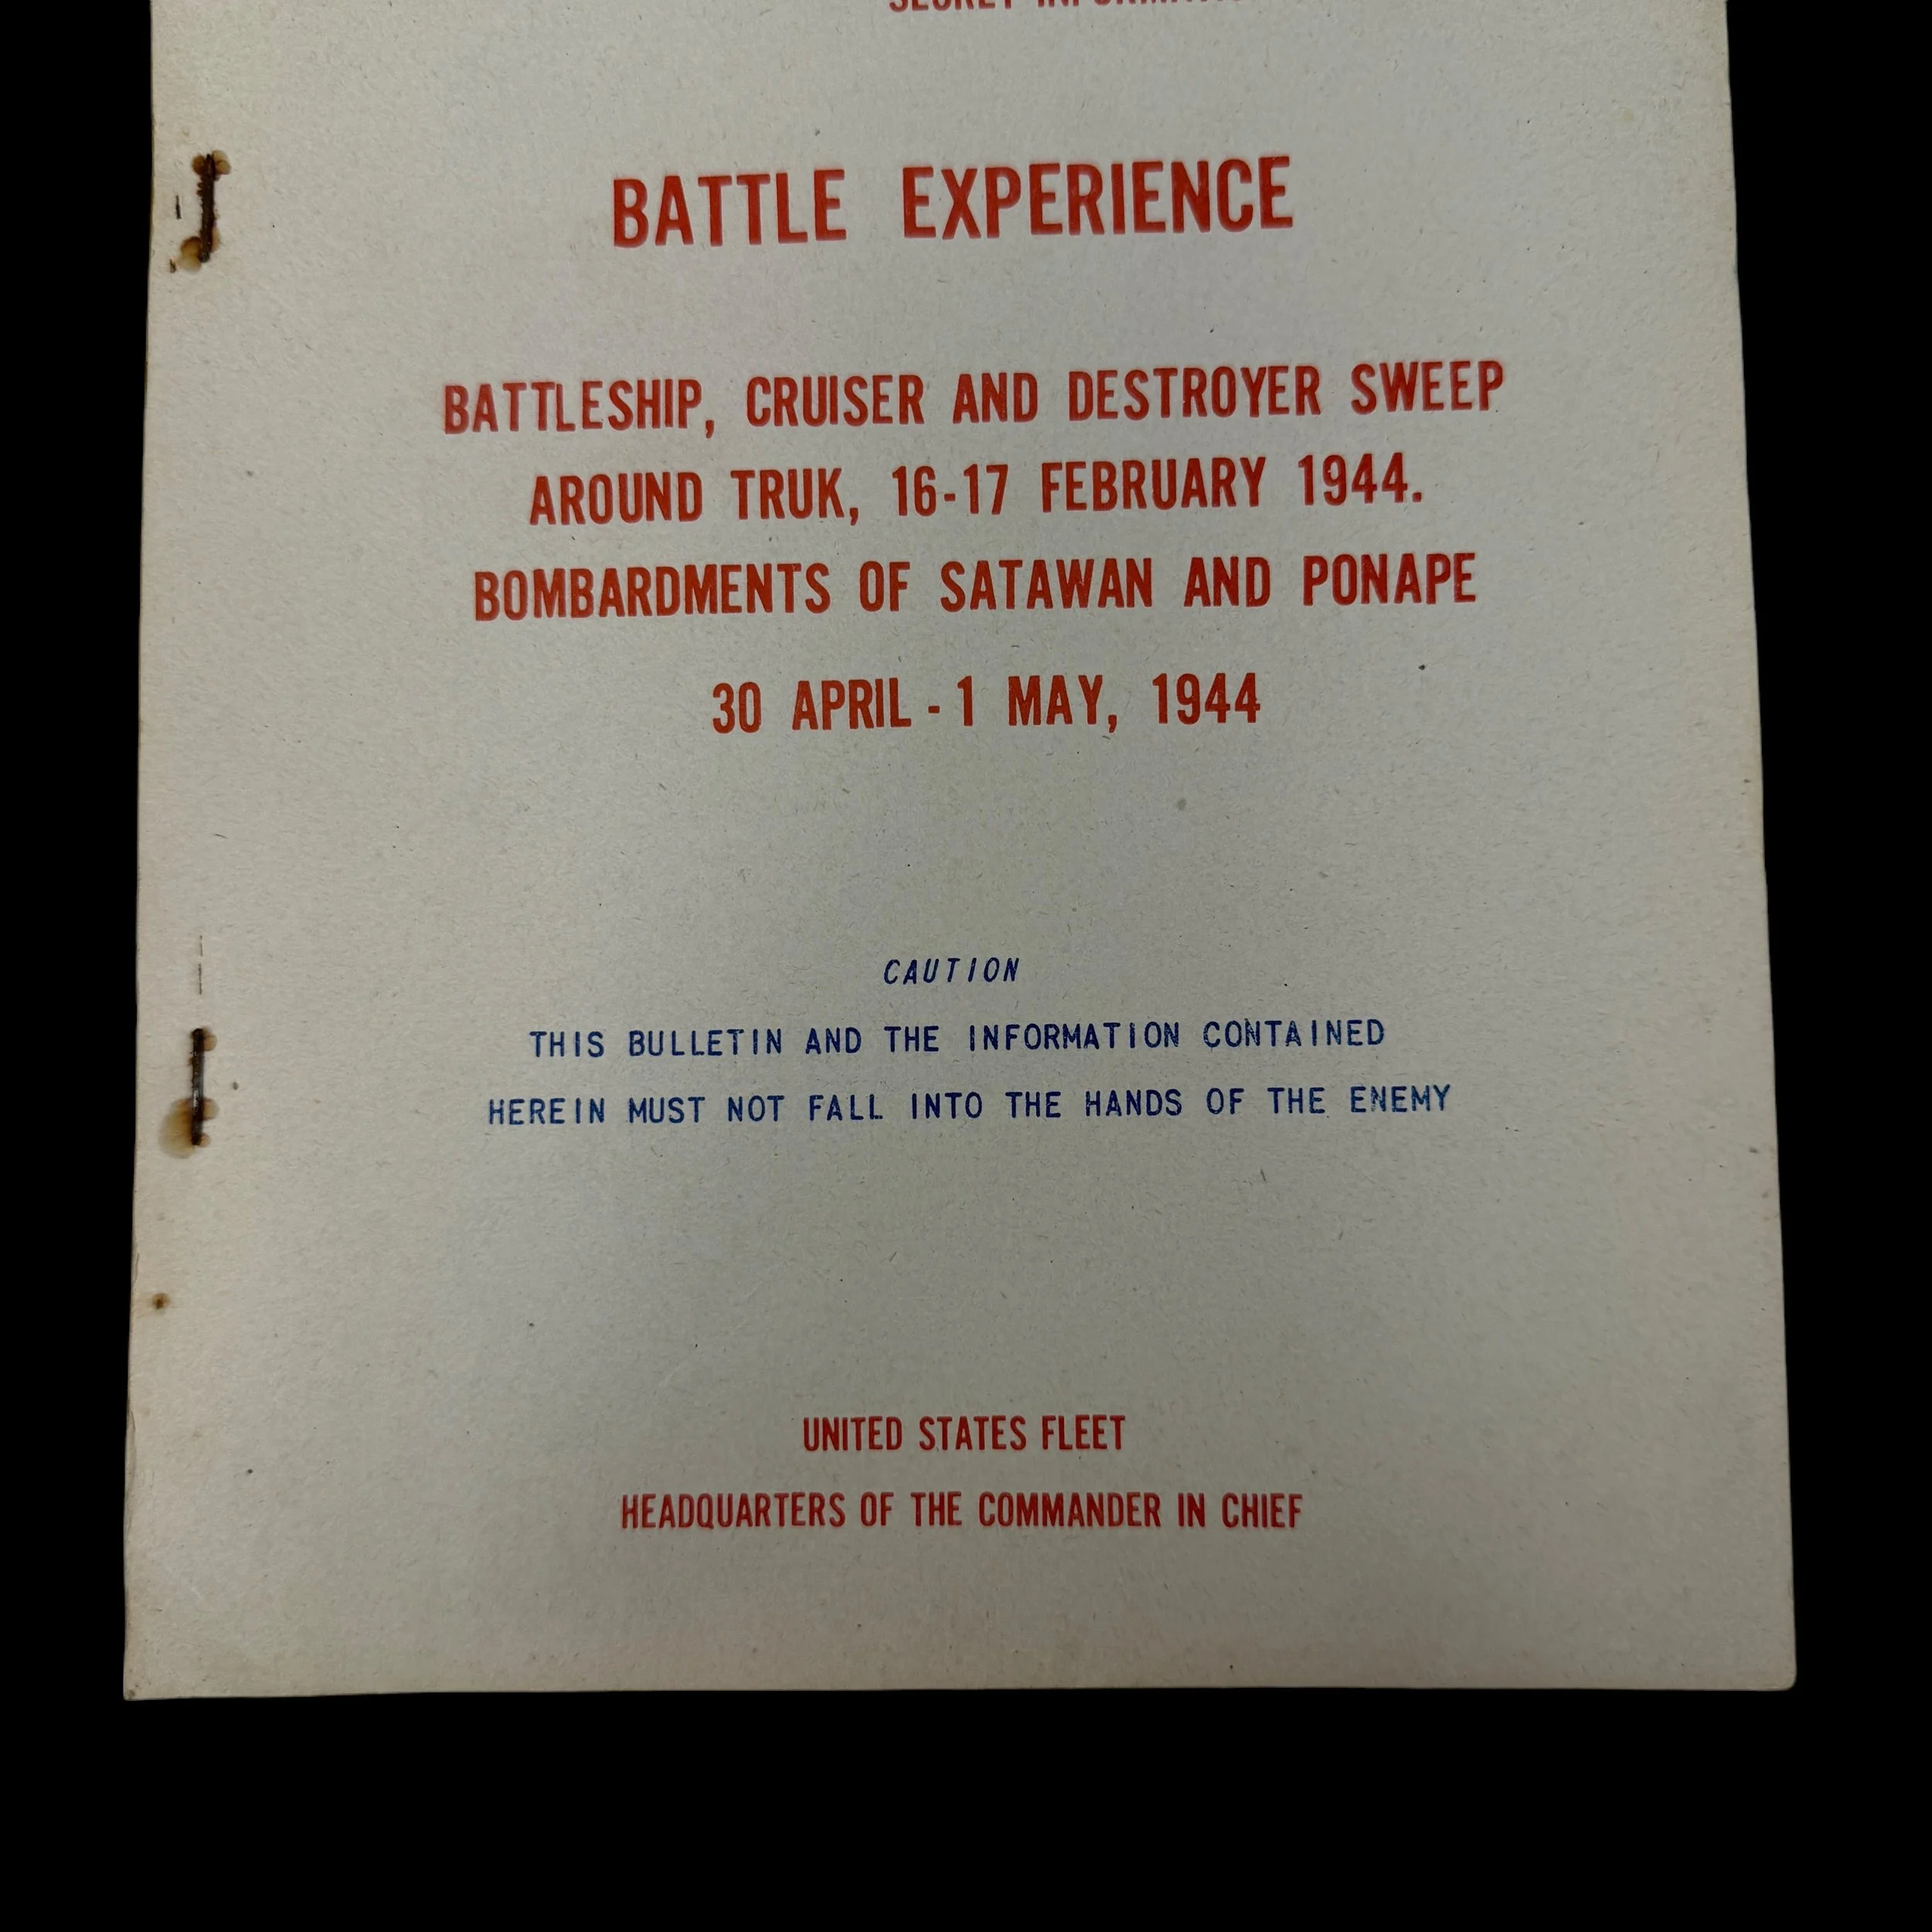 SECRET
BATTLE EXPERIENCE
BATTLESHIP, CRUISER AND DESTROYER SWEEP
AROUND TRUK, 16-17 FEBRUARY 1944.
BOMBARDMENTS OF SATAWAN AND PONAPE
30 APRIL - 1 MAY, 1944
CAUTION
THIS BULLETIN AND THE INFORMATION CONTAINED
HEREIN MUST NOT FALL INTO THE HANDS OF THE ENEMY
UNITED STATES FLEET
HEADQUARTERS OF THE COMMANDER IN CHIEF